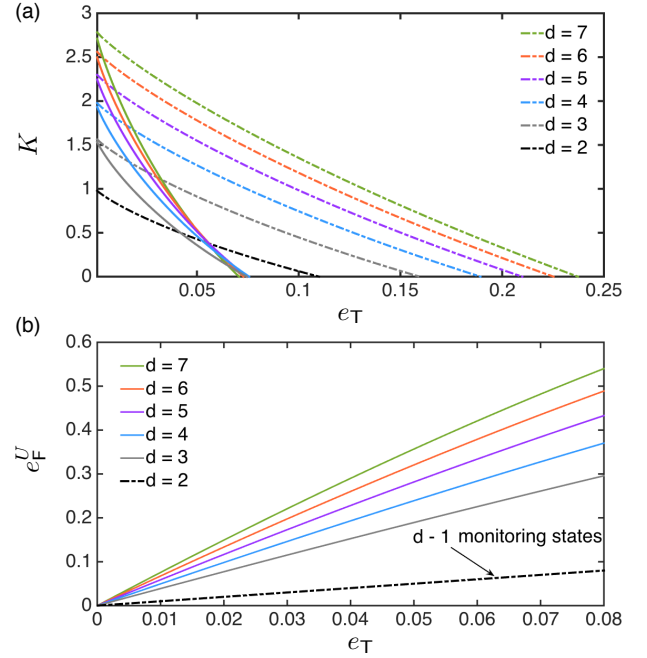 (a)
3
2.5
2
1.5
1
0.5
0
K
d = 7
d = 6
d = 5
d = 4
d = 3
d = 2
0.05 0.1 0.15 0.2 0.25
e_T
(b)
0.6
0.5
0.4
0.3
0.2
0.1
0
e_F^U
d = 7
d = 6
d = 5
d = 4
d = 3
d = 2
d - 1 monitoring states
0 0.01 0.02 0.03 0.04 0.05 0.06 0.07 0.08
e_T